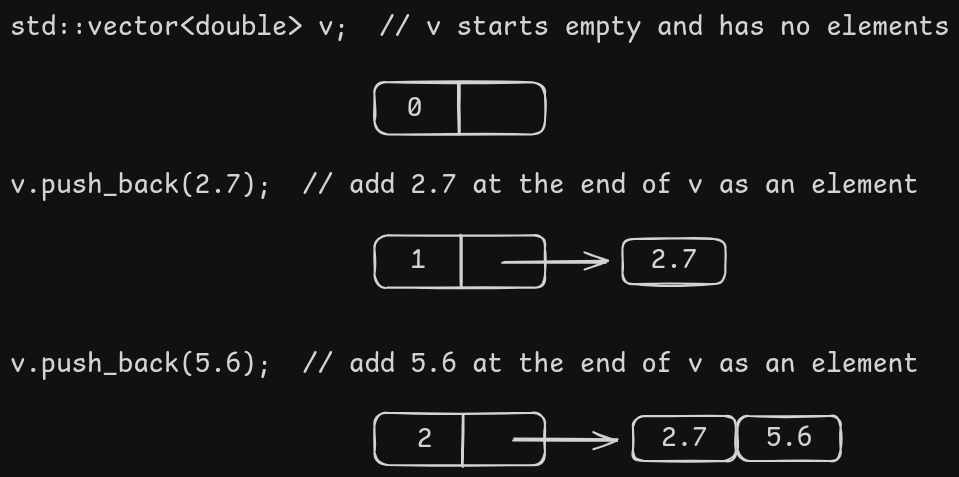 std::vector<double> v;  // v starts empty and has no elements
0
v.push_back(2.7);  // add 2.7 at the end of v as an element
1 2.7
v.push_back(5.6);  // add 5.6 at the end of v as an element
2 2.7 5.6